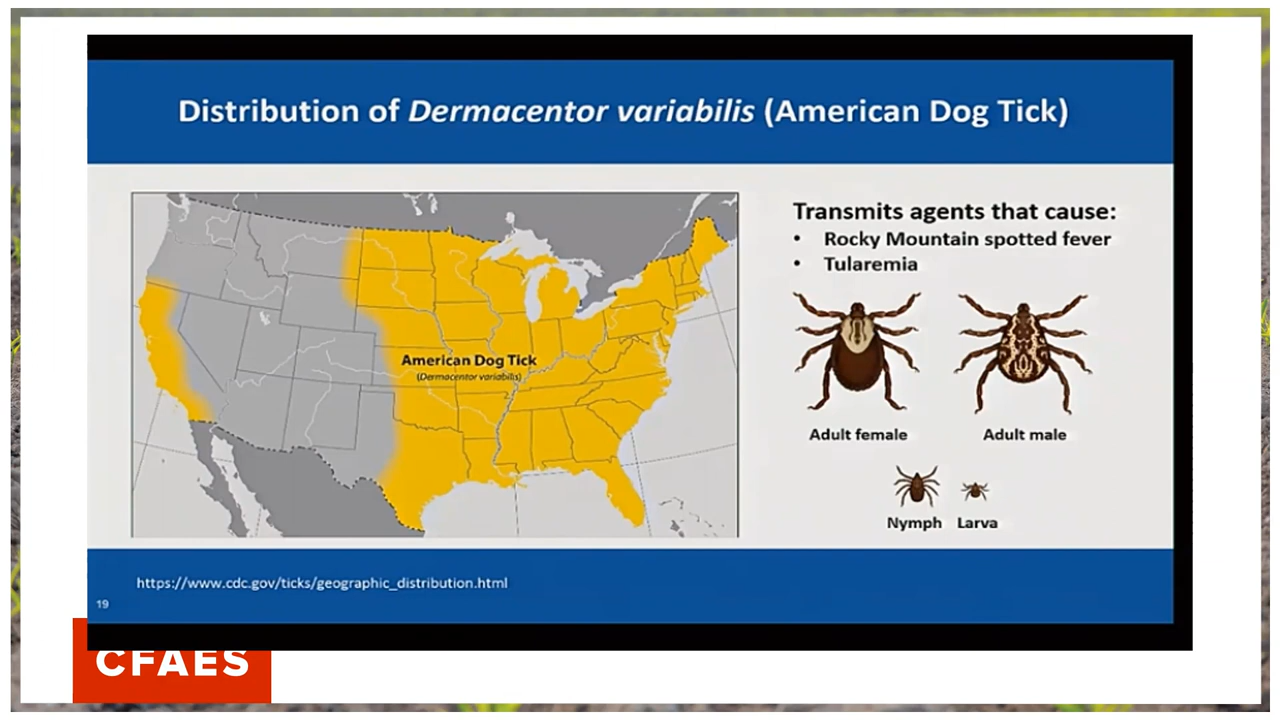 Distribution of Dermacentor variabilis (American Dog Tick)
American Dog Tick
(Dermacentor variabilis)
Transmits agents that cause:
• Rocky Mountain spotted fever
• Tularemia
Adult female
Adult male
Nymph
Larva
https://www.cdc.gov/ticks/geographic_distribution.html
19
CFAES